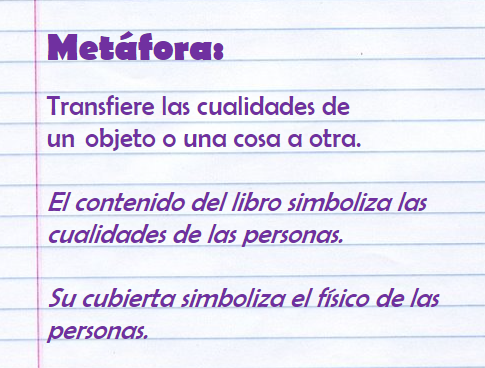 Metáfora:
Transfiere las cualidades de
un objeto o una cosa a otra.
El contenido del libro simboliza las
cualidades de las personas.
Su cubierta simboliza el físico de las
personas.